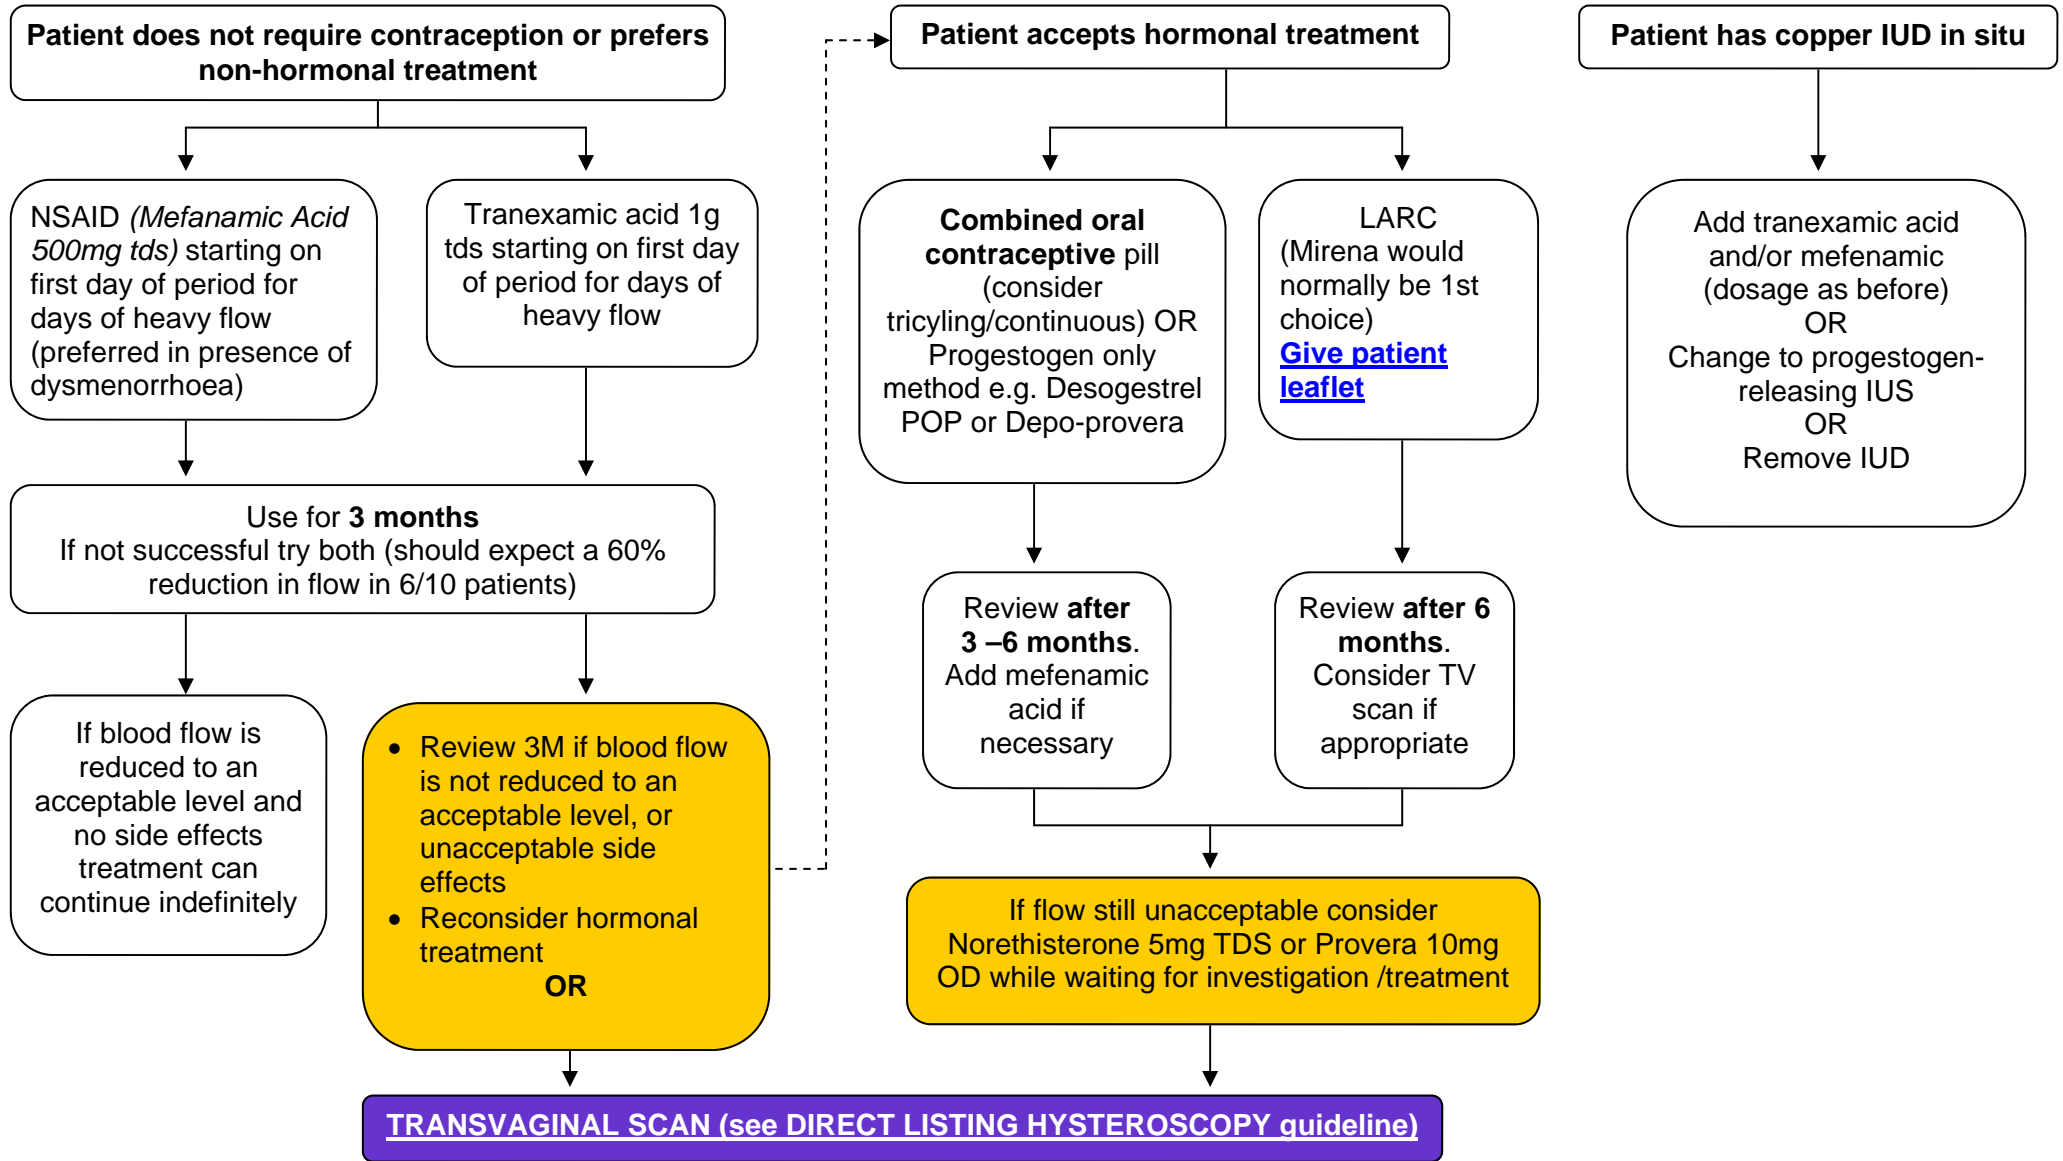 Patient does not require contraception or prefers
non-hormonal treatment
NSAID (Mefanamic Acid
500mg tds) starting on
first day of period for
days of heavy flow
(preferred in presence of
dysmenorrhoea)
Tranexamic acid 1g
tds starting on first day
of period for days of
heavy flow
Use for 3 months
If not successful try both (should expect a 60%
reduction in flow in 6/10 patients)
If blood flow is
reduced to an
acceptable level and
no side effects
treatment can
continue indefinitely
• Review 3M if blood flow
is not reduced to an
acceptable level, or
unacceptable side
effects
• Reconsider hormonal
treatment
OR
Patient accepts hormonal treatment
Combined oral
contraceptive pill
(consider
tricyling/continuous) OR
Progestogen only
method e.g. Desogestrel
POP or Depo-provera
LARC
(Mirena would
normally be 1st
choice)
Give patient
leaflet
Review after
3 –6 months.
Add mefenamic
acid if
necessary
Review after 6
months.
Consider TV
scan if
appropriate
If flow still unacceptable consider
Norethisterone 5mg TDS or Provera 10mg
OD while waiting for investigation /treatment
Patient has copper IUD in situ
Add tranexamic acid
and/or mefenamic
(dosage as before)
OR
Change to progestogen-
releasing IUS
OR
Remove IUD
TRANSVAGINAL SCAN (see DIRECT LISTING HYSTEROSCOPY guideline)